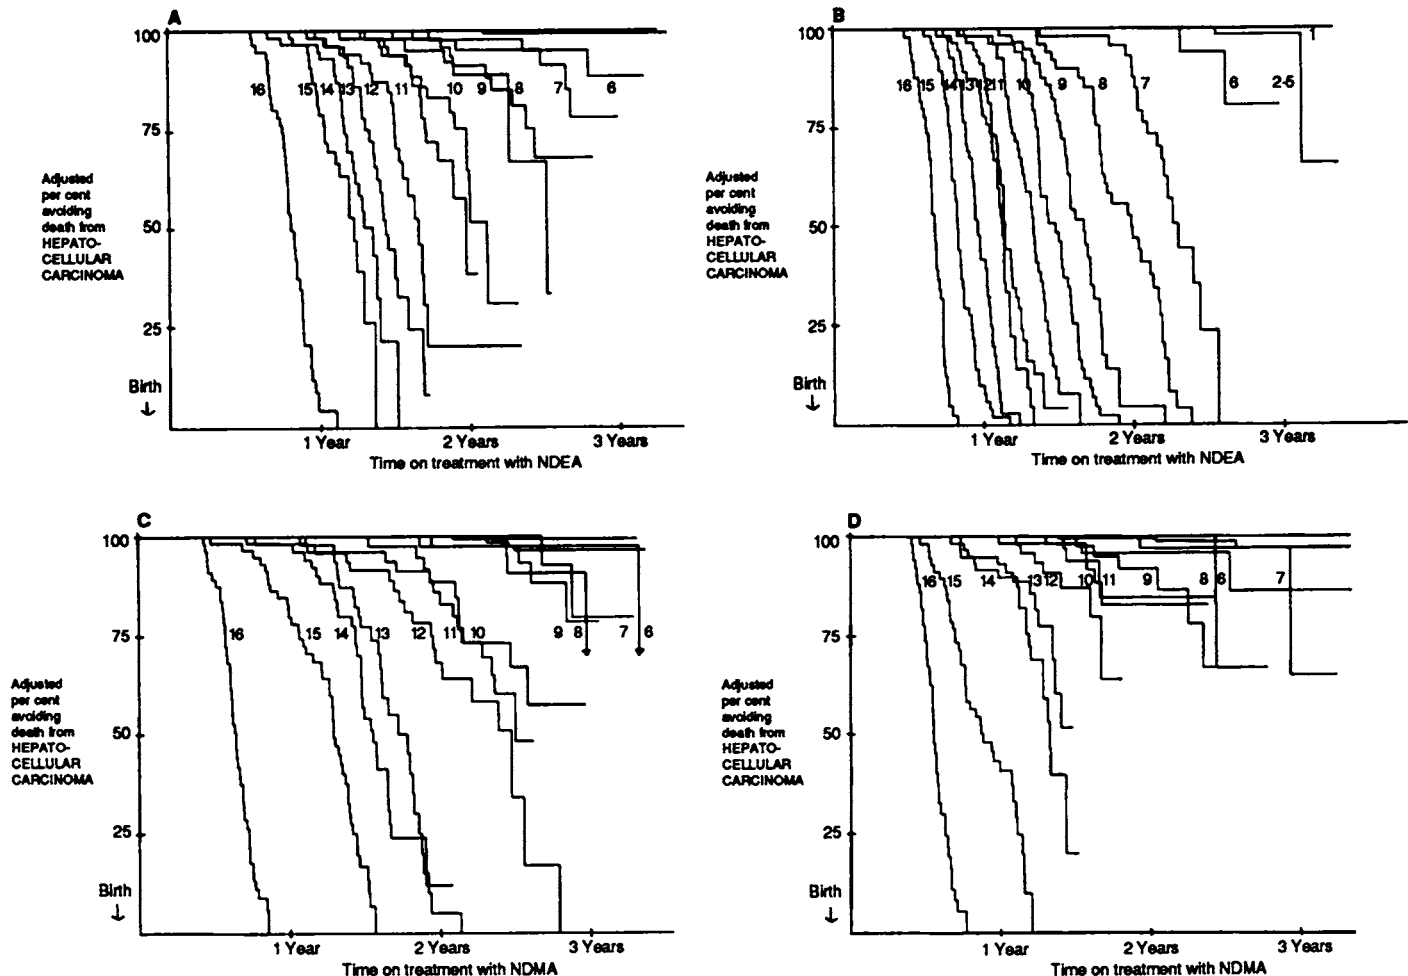 A
100
75
50
25
Adjusted
per cent
avoiding
death from
HEPATO-
CELLULAR
CARCINOMA
Birth
↓
16 15 14 13 12 11 10 9 8 7 6
1 Year 2 Years 3 Years
Time on treatment with NDEA
B
100
75
50
25
Adjusted
per cent
avoiding
death from
HEPATO-
CELLULAR
CARCINOMA
Birth
↓
1
16 15 14 13 12 11 10 9 8 7 6 2-5
1 Year 2 Years 3 Years
Time on treatment with NDEA
C
100
75
50
25
Adjusted
per cent
avoiding
death from
HEPATO-
CELLULAR
CARCINOMA
Birth
↓
16 15 14 13 12 11 10 9 8 7 6
1 Year 2 Years 3 Years
Time on treatment with NDMA
D
100
75
50
25
Adjusted
per cent
avoiding
death from
HEPATO-
CELLULAR
CARCINOMA
Birth
↓
16 15 14 13 12 10 11 9 8 6 7
1 Year 2 Years 3 Years
Time on treatment with NDMA